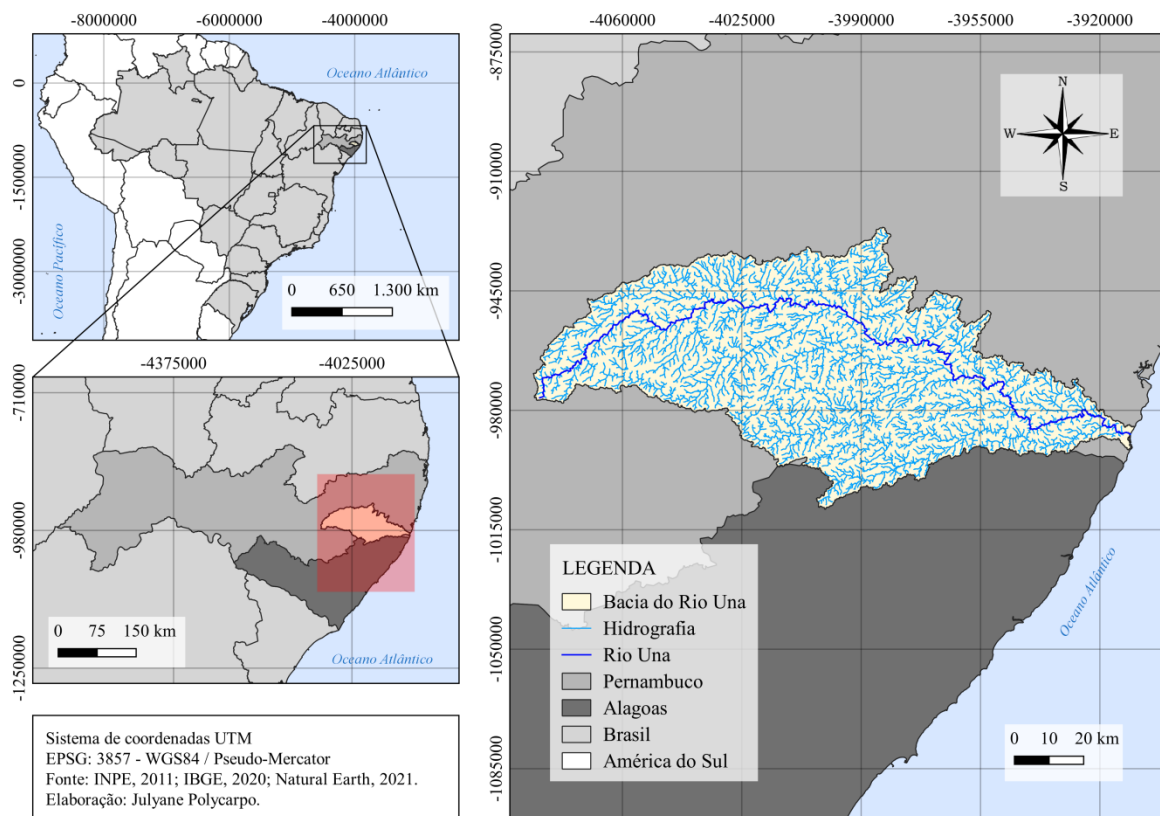 -8000000 -6000000 -4000000
Oceano Atlântico
0
-1500000
-3000000
Oceano Pacífico
0 650 1.300 km
-4375000 -4025000
-710000
-980000
-1250000
0 75 150 km
Oceano Atlântico
Sistema de coordenadas UTM
EPSG: 3857 - WGS84 / Pseudo-Mercator
Fonte: INPE, 2011; IBGE, 2020; Natural Earth, 2021.
Elaboração: Julyane Polycarpo.
-4060000 -4025000 -3990000 -3955000 -3920000
-875000
-910000
-945000
-980000
-1015000
-1050000
-1085000
N
W E
S
LEGENDA
Bacia do Rio Una
Hidrografia
Rio Una
Pernambuco
Alagoas
Brasil
América do Sul
Oceano Atlântico
0 10 20 km